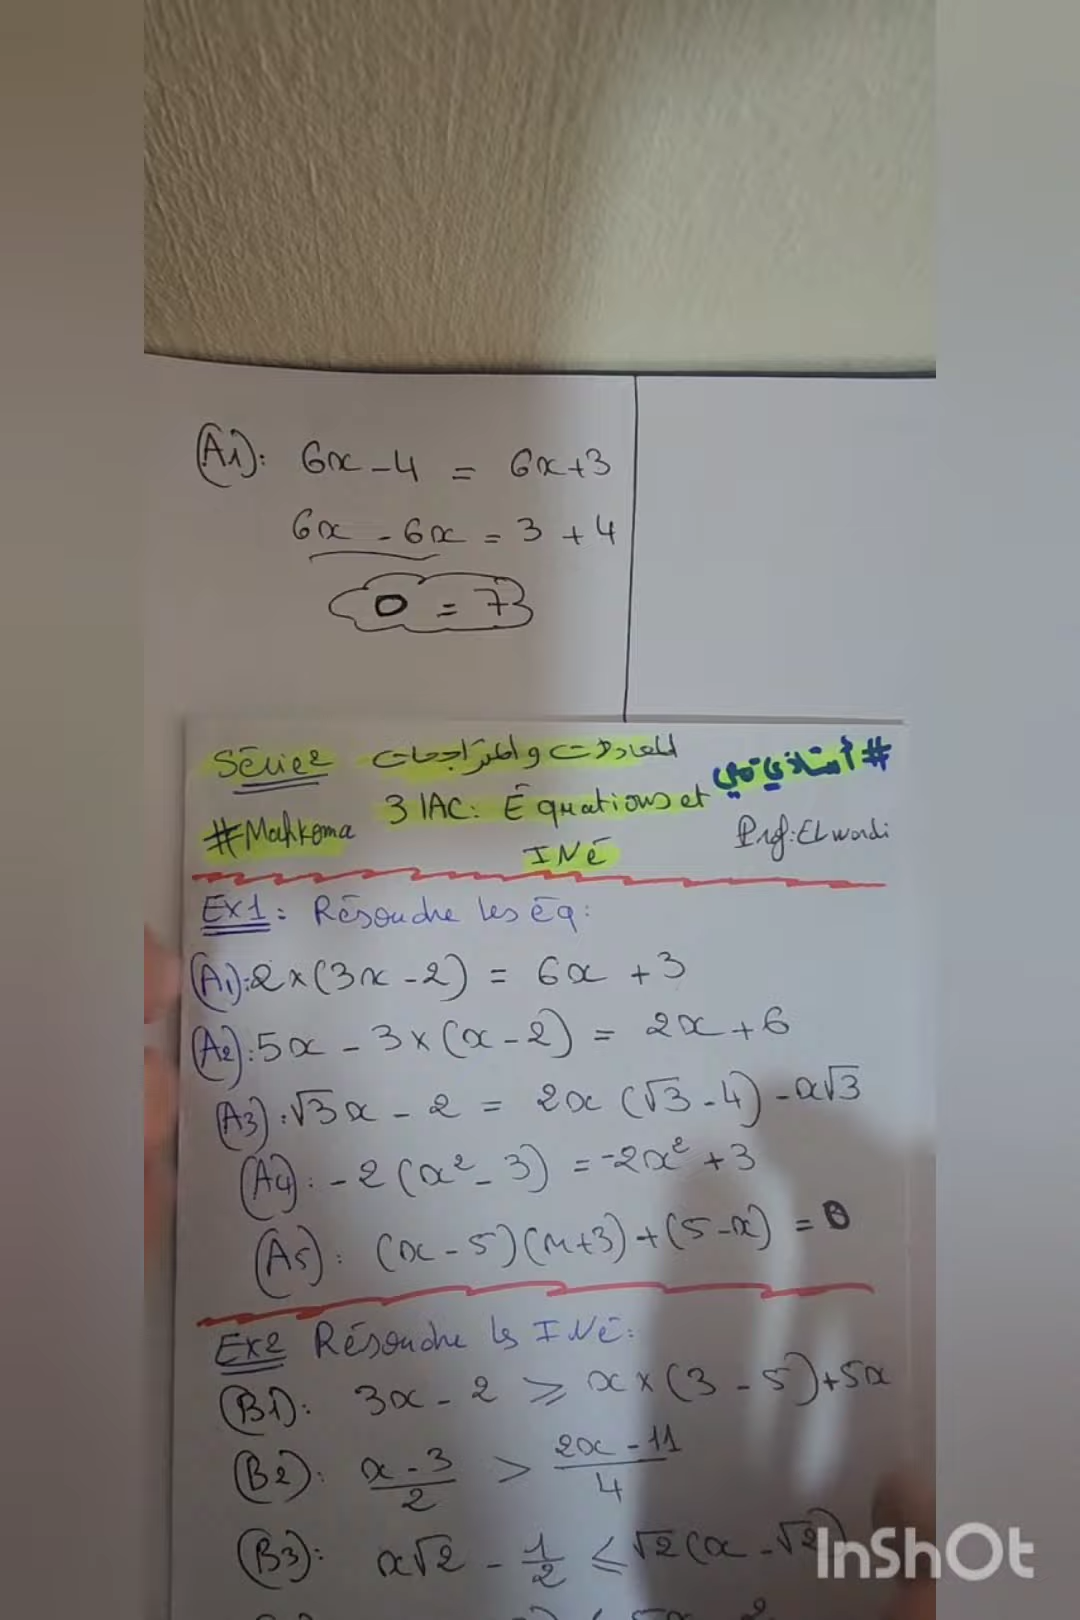 (A1): 6x - 4 = 6x + 3
6x - 6x = 3 + 4
0 = 73
Série2 المعادلات والمتراجحات #أستاذي تيمي
3 IAC: Équations et
#Mahkoma INé Prof: ELwardi
Ex1: Résoudre les éq:
(A1): 2×(3x - 2) = 6x + 3
(A2): 5x - 3×(x - 2) = 2x + 6
(A3): √3x - 2 = 2x (√3 - 4) - x√3
(A4): -2(x² - 3) = -2x² + 3
(A5): (x - 5)(x+3) + (5 - x) = 0
Ex2 Résoudre les INé:
(B1): 3x - 2 ⩾ x×(3 - 5)+5x
(B2): x - 3/2 > 2x - 11/4
(B3): x√2 - 1/2 ⩽ √2(x - √2)
InShOt